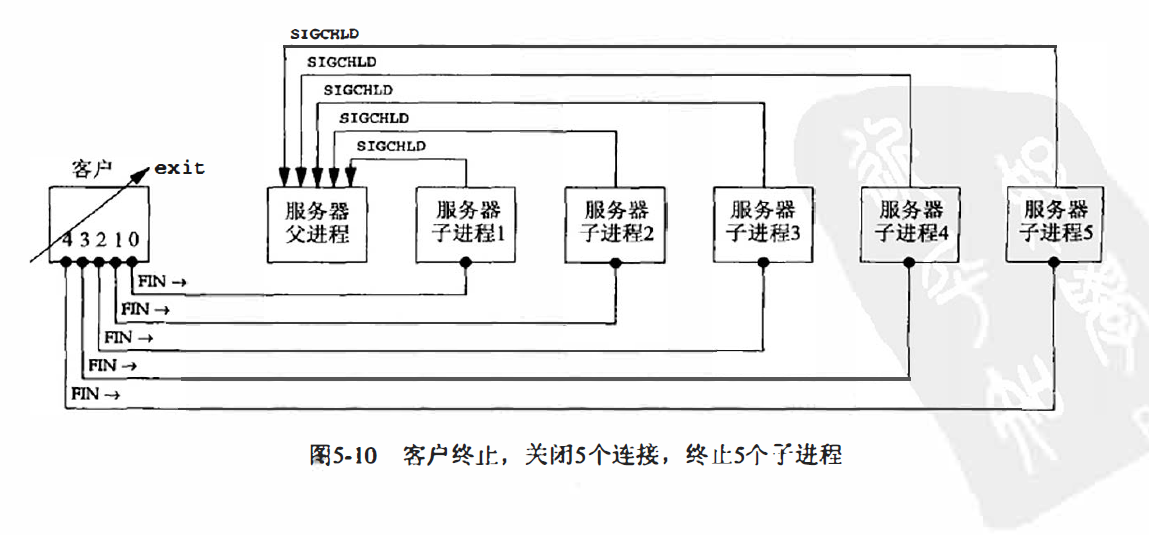 SIGCHLD
SIGCHLD
SIGCHLD
SIGCHLD
SIGCHLD
客户
exit
服务器
父进程
服务器
子进程1
服务器
子进程2
服务器
子进程3
服务器
子进程4
服务器
子进程5
4 3 2 1 0
FIN →
FIN →
FIN →
FIN →
FIN →
图5-10 客户终止，关闭5个连接，终止5个子进程